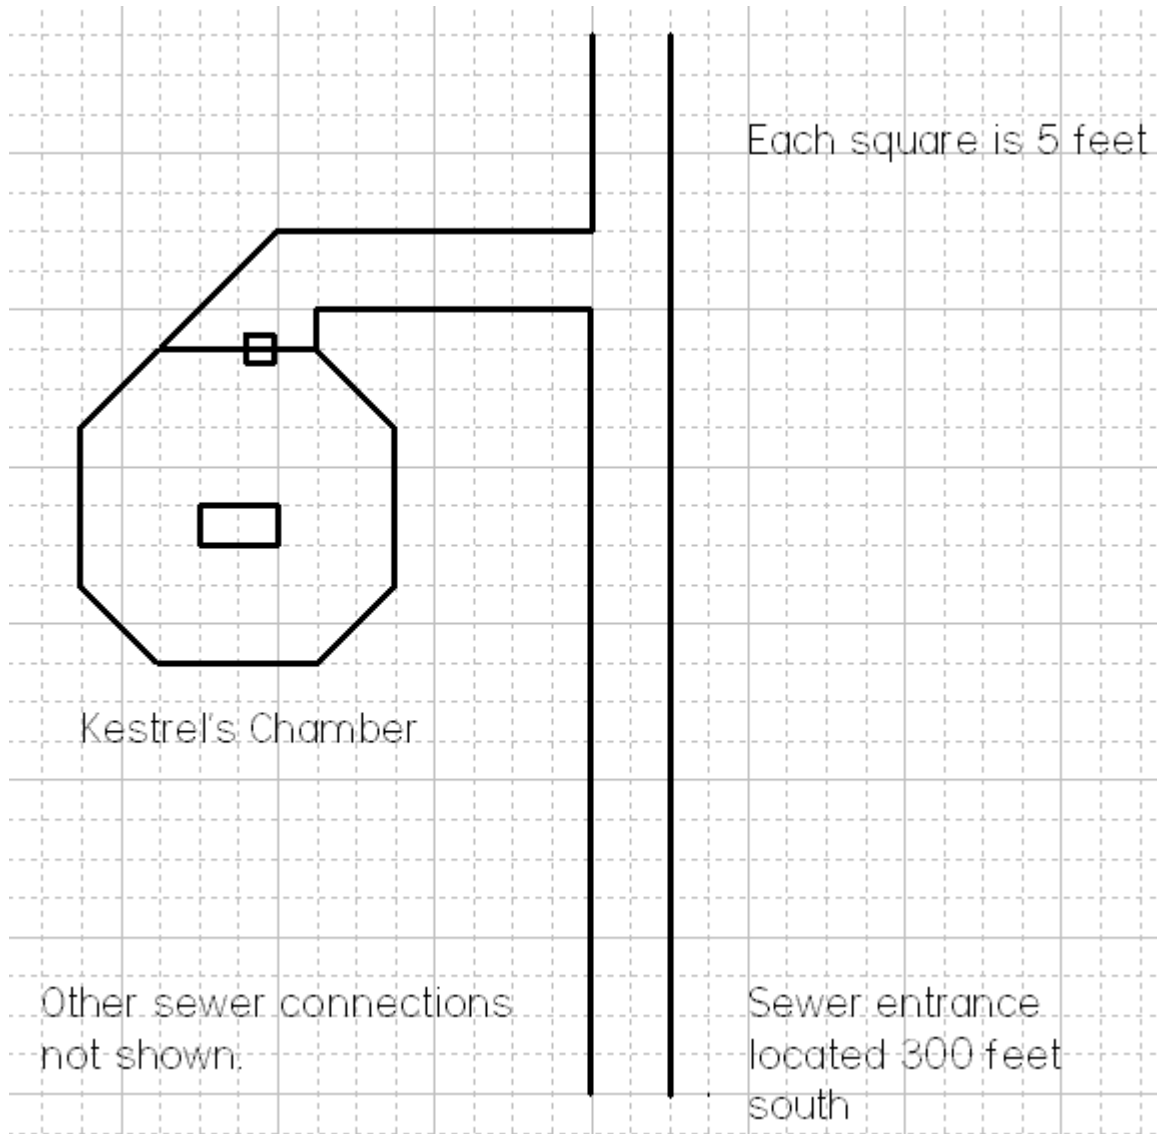 Each square is 5 feet
Kestrel's Chamber
Other sewer connections
not shown.
Sewer entrance
located 300 feet
south